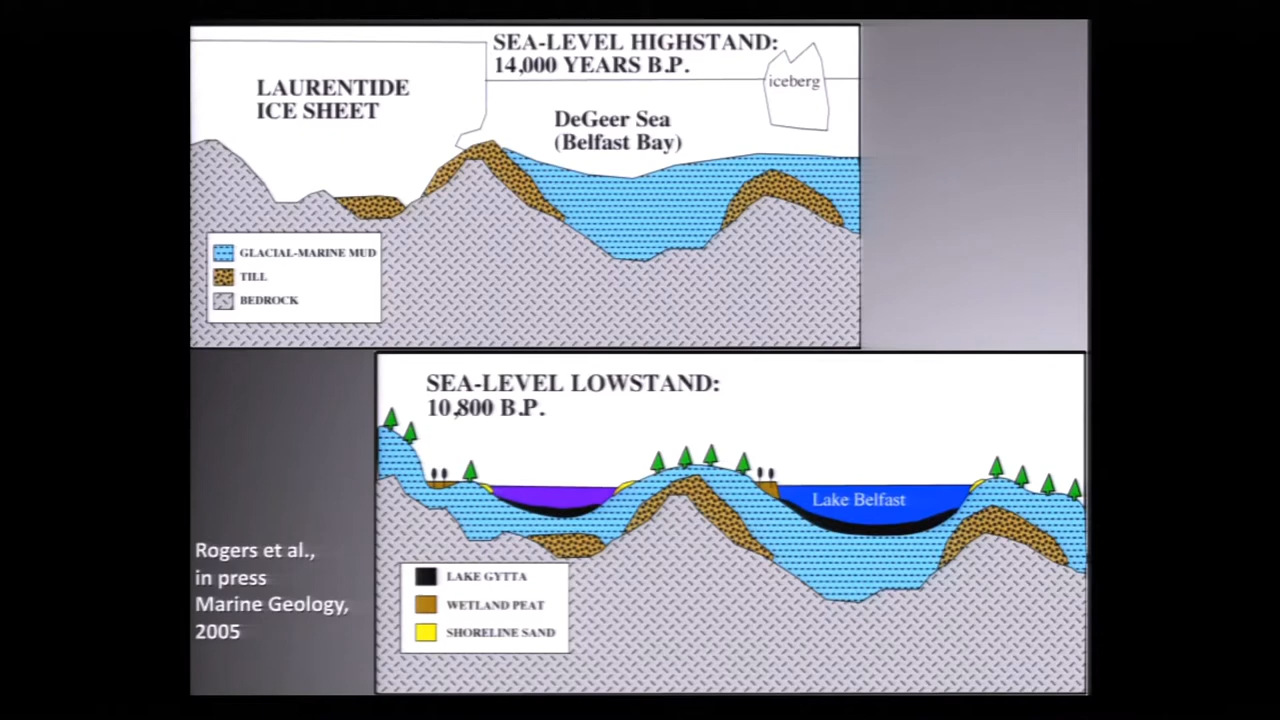 SEA-LEVEL HIGHSTAND:
14,000 YEARS B.P.
LAURENTIDE
ICE SHEET
iceberg
DeGeer Sea
(Belfast Bay)
GLACIAL-MARINE MUD
TILL
BEDROCK
SEA-LEVEL LOWSTAND:
10,800 B.P.
Lake Belfast
Rogers et al.,
in press
Marine Geology,
2005
LAKE GYTTA
WETLAND PEAT
SHORELINE SAND